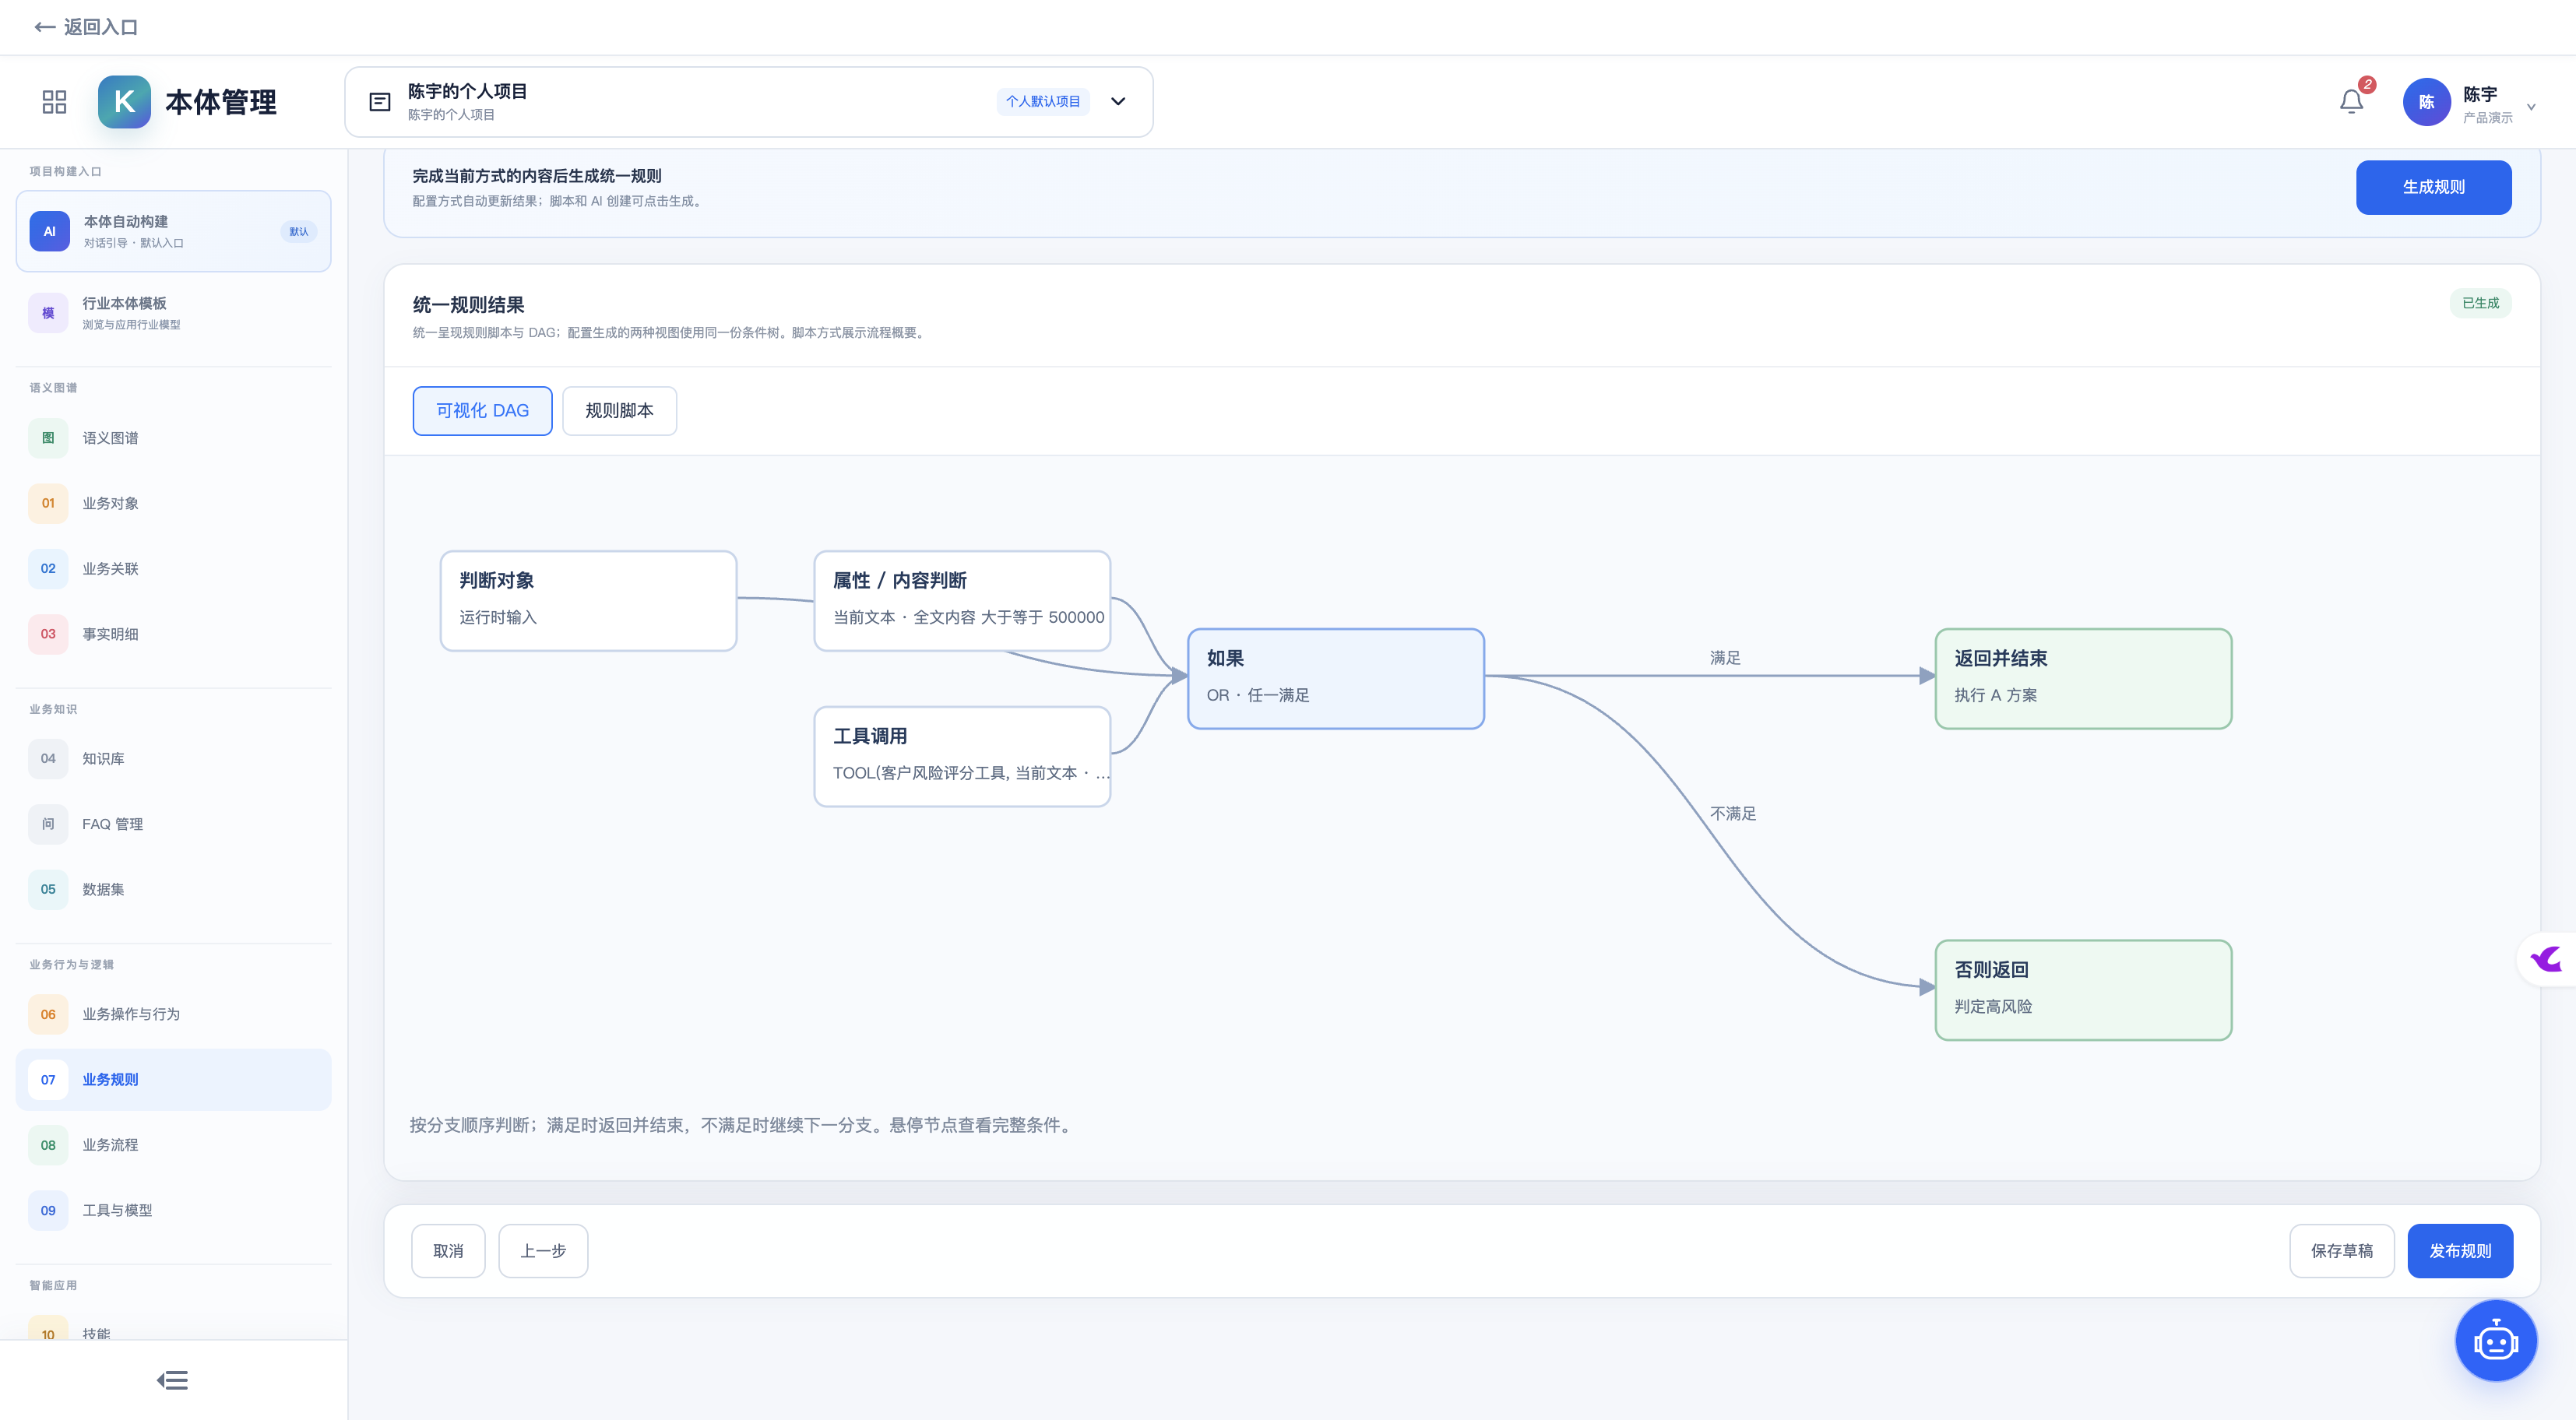 ← 返回入口
K 本体管理
陈宇的个人项目
陈宇的个人项目
个人默认项目
2
陈
陈宇
产品演示
项目构建入口
AI
本体自动构建
对话引导 · 默认入口
默认
模
行业本体模板
浏览与应用行业模型
语义图谱
图 语义图谱
01 业务对象
02 业务关联
03 事实明细
业务知识
04 知识库
问 FAQ 管理
05 数据集
业务行为与逻辑
06 业务操作与行为
07 业务规则
08 业务流程
09 工具与模型
智能应用
10 技能
完成当前方式的内容后生成统一规则
配置方式自动更新结果；脚本和 AI 创建可点击生成。
生成规则
统一规则结果
统一呈现规则脚本与 DAG；配置生成的两种视图使用同一份条件树。脚本方式展示流程概要。
已生成
可视化 DAG
规则脚本
判断对象
运行时输入
属性 / 内容判断
当前文本 · 全文内容 大于等于 500000
工具调用
TOOL(客户风险评分工具, 当前文本 · ...
如果
OR · 任一满足
满足
不满足
返回并结束
执行 A 方案
否则返回
判定高风险
按分支顺序判断；满足时返回并结束，不满足时继续下一分支。悬停节点查看完整条件。
取消
上一步
保存草稿
发布规则